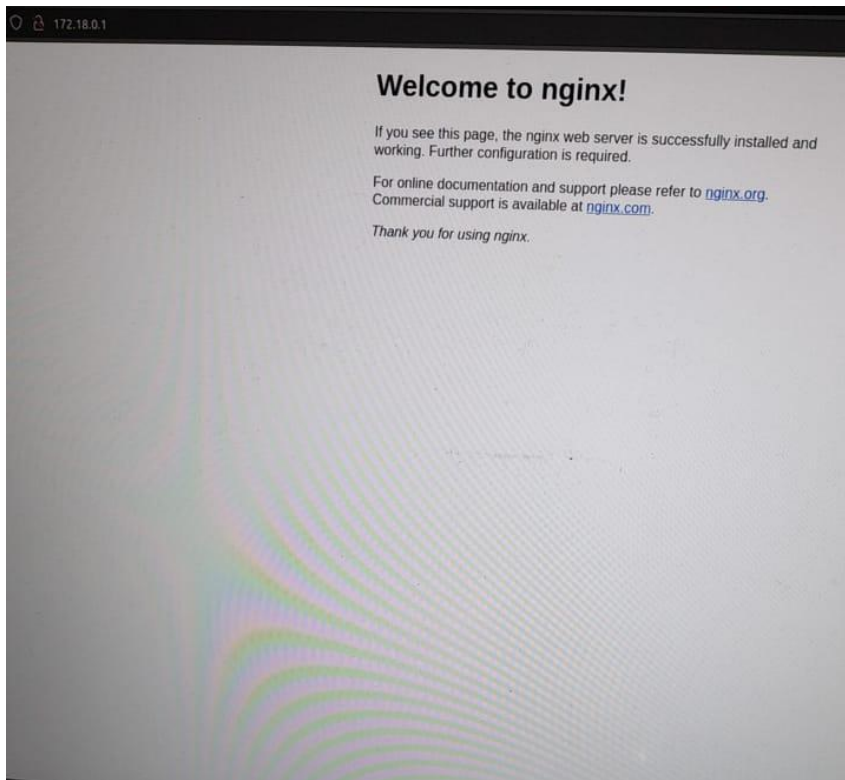 172.18.0.1
Welcome to nginx!
If you see this page, the nginx web server is successfully installed and
working. Further configuration is required.
For online documentation and support please refer to nginx.org.
Commercial support is available at nginx.com.
Thank you for using nginx.